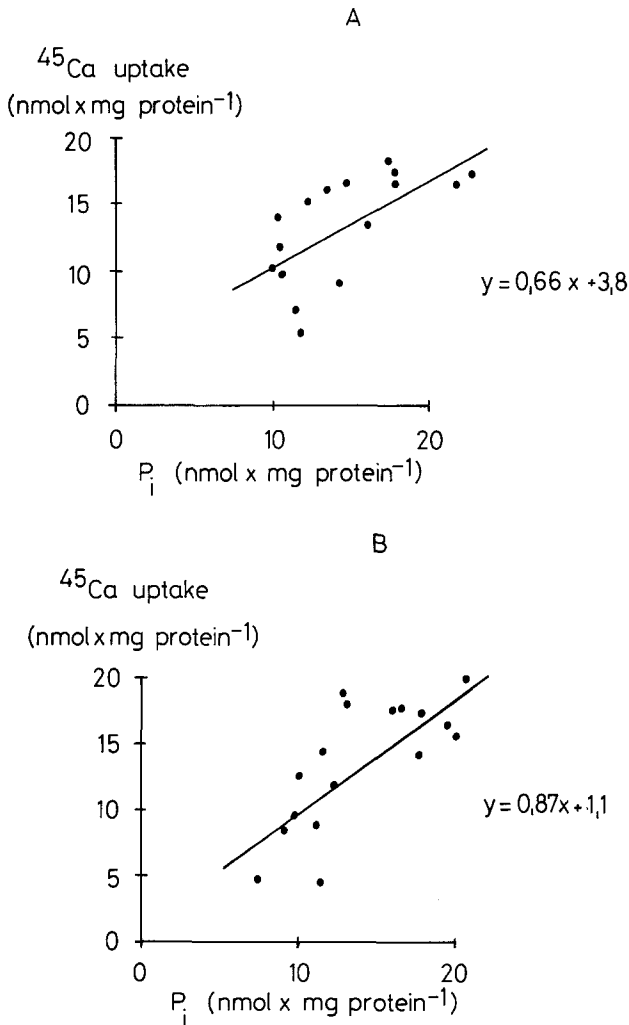 A
⁴⁵Ca uptake
(nmol x mg protein⁻¹)
20
15
10
5
0
y = 0,66 x +3,8
0 10 20
Pᵢ (nmol x mg protein⁻¹)
B
⁴⁵Ca uptake
(nmol x mg protein⁻¹)
20
15
10
5
0
y = 0,87x + 1,1
0 10 20
Pᵢ (nmol x mg protein⁻¹)